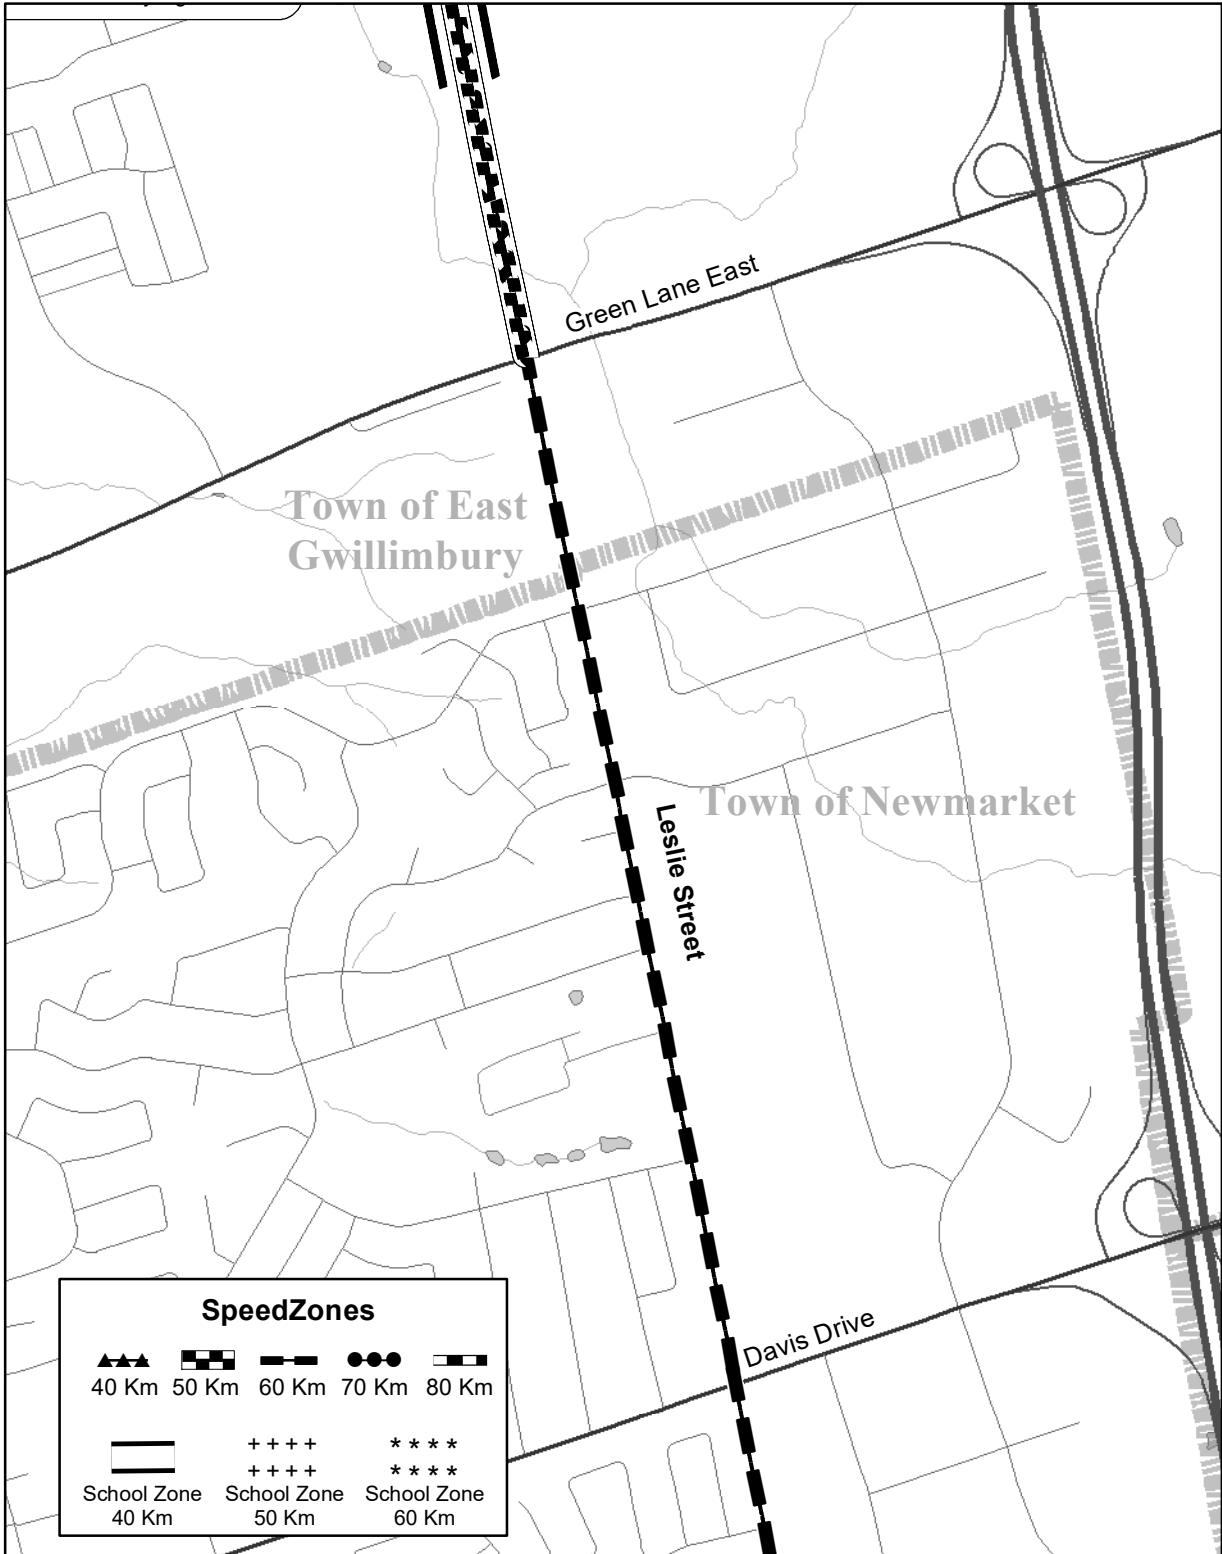 Green Lane East
Town of East
Gwillimbury
Town of Newmarket
Leslie Street
Davis Drive
SpeedZones
40 Km 50 Km 60 Km 70 Km 80 Km
School Zone School Zone School Zone
40 Km 50 Km 60 Km